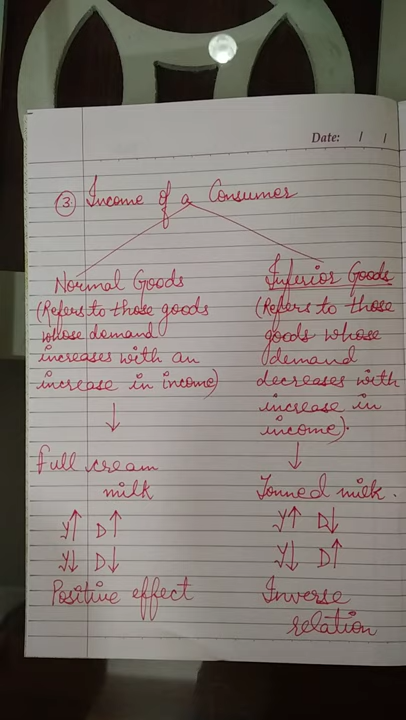 Date: / /
③ Income of a Consumer
Normal Goods
(Refers to those goods
whose demand
increases with an
increase in income)
↓
Full cream
milk
Y↑ D↑
Y↓ D↓
Positive effect
Inferior Goods
(Refers to those
goods whose
demand
decreases with
increase in
income).
↓
Tonned milk.
Y↑ D↓
Y↓ D↑
Inverse
relation